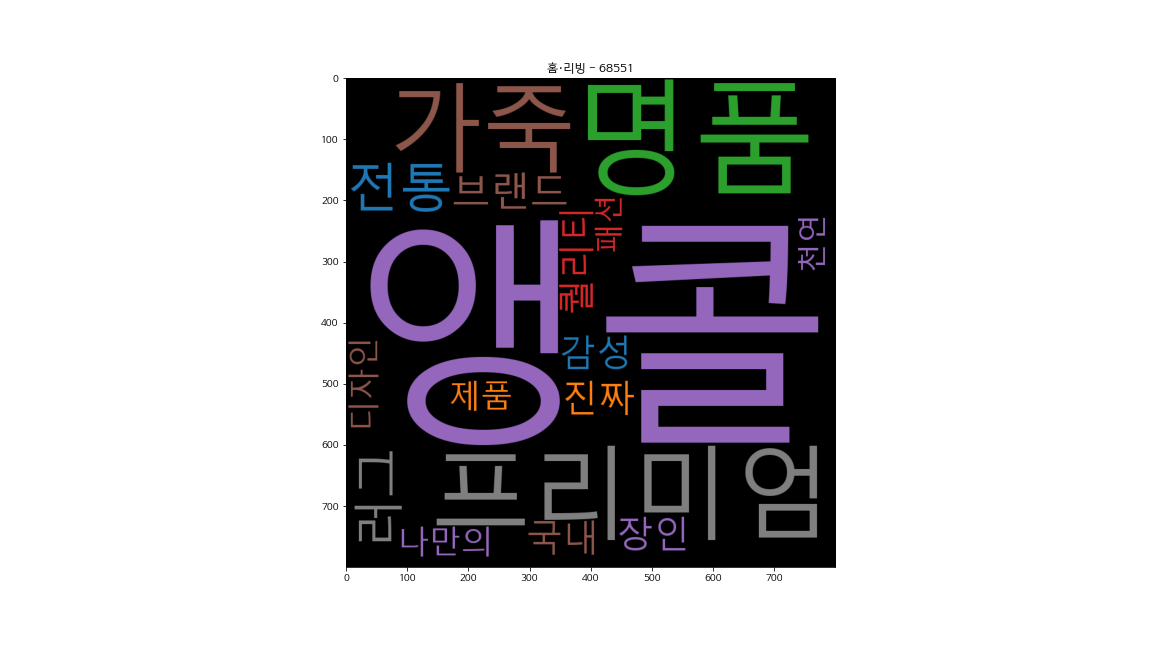 홈·리빙 - 68551
가죽 명품
전통 브랜드
퀄리티 패션 천연
앵콜
감성
디자인 제품 진짜
러그 프리미엄
나만의 국내 장인
0
100
200
300
400
500
600
700
0 100 200 300 400 500 600 700